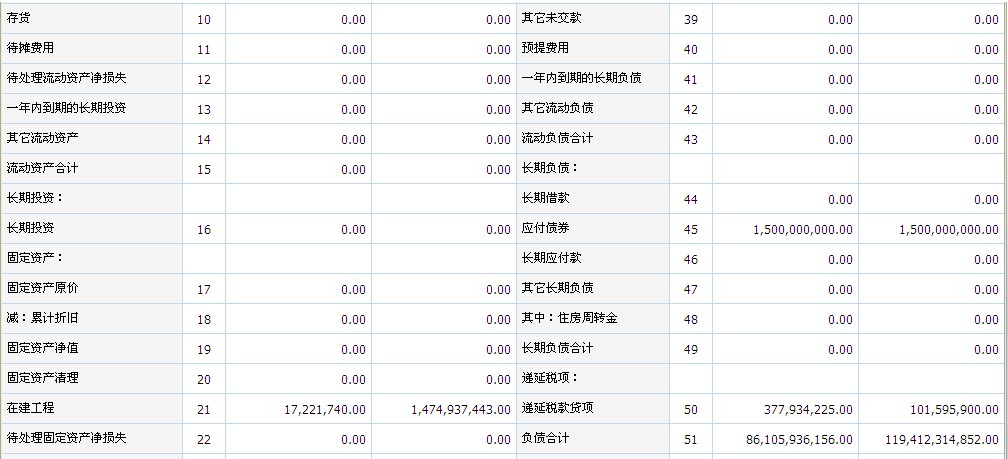 存货 10 0.00 0.00 其它未交款 39 0.00 0.00
待摊费用 11 0.00 0.00 预提费用 40 0.00 0.00
待处理流动资产净损失 12 0.00 0.00 一年内到期的长期负债 41 0.00 0.00
一年内到期的长期投资 13 0.00 0.00 其它流动负债 42 0.00 0.00
其它流动资产 14 0.00 0.00 流动负债合计 43 0.00 0.00
流动资产合计 15 0.00 0.00 长期负债：
长期投资： 长期借款 44 0.00 0.00
长期投资 16 0.00 0.00 应付债券 45 1,500,000,000.00 1,500,000,000.00
固定资产： 长期应付款 46 0.00 0.00
固定资产原价 17 0.00 0.00 其它长期负债 47 0.00 0.00
减：累计折旧 18 0.00 0.00 其中：住房周转金 48 0.00 0.00
固定资产净值 19 0.00 0.00 长期负债合计 49 0.00 0.00
固定资产清理 20 0.00 0.00 递延税项：
在建工程 21 17,221,740.00 1,474,937,443.00 递延税款贷项 50 377,934,225.00 101,595,900.00
待处理固定资产净损失 22 0.00 0.00 负债合计 51 86,105,936,156.00 119,412,314,852.00